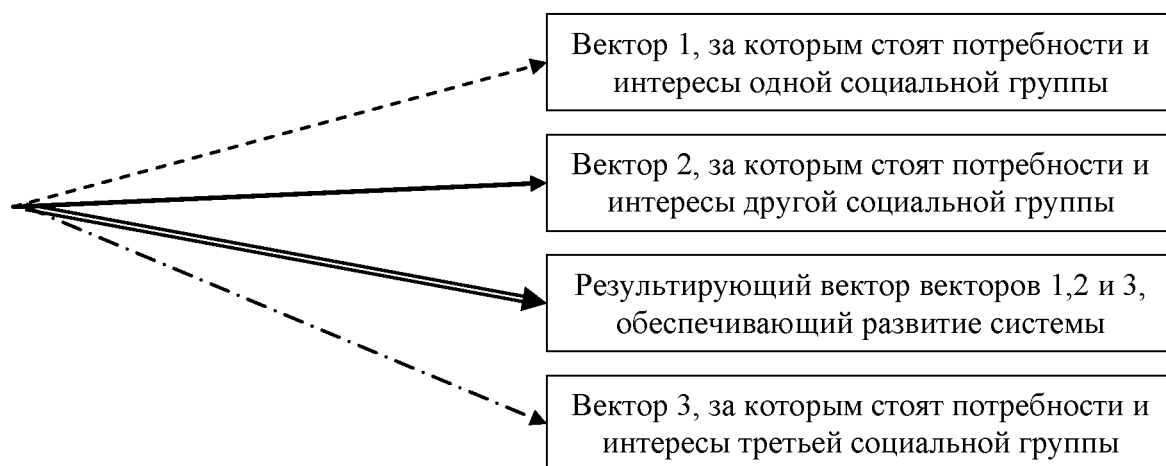 Вектор 1, за которым стоят потребности и
интересы одной социальной группы
Вектор 2, за которым стоят потребности и
интересы другой социальной группы
Результирующий вектор векторов 1,2 и 3,
обеспечивающий развитие системы
Вектор 3, за которым стоят потребности и
интересы третьей социальной группы